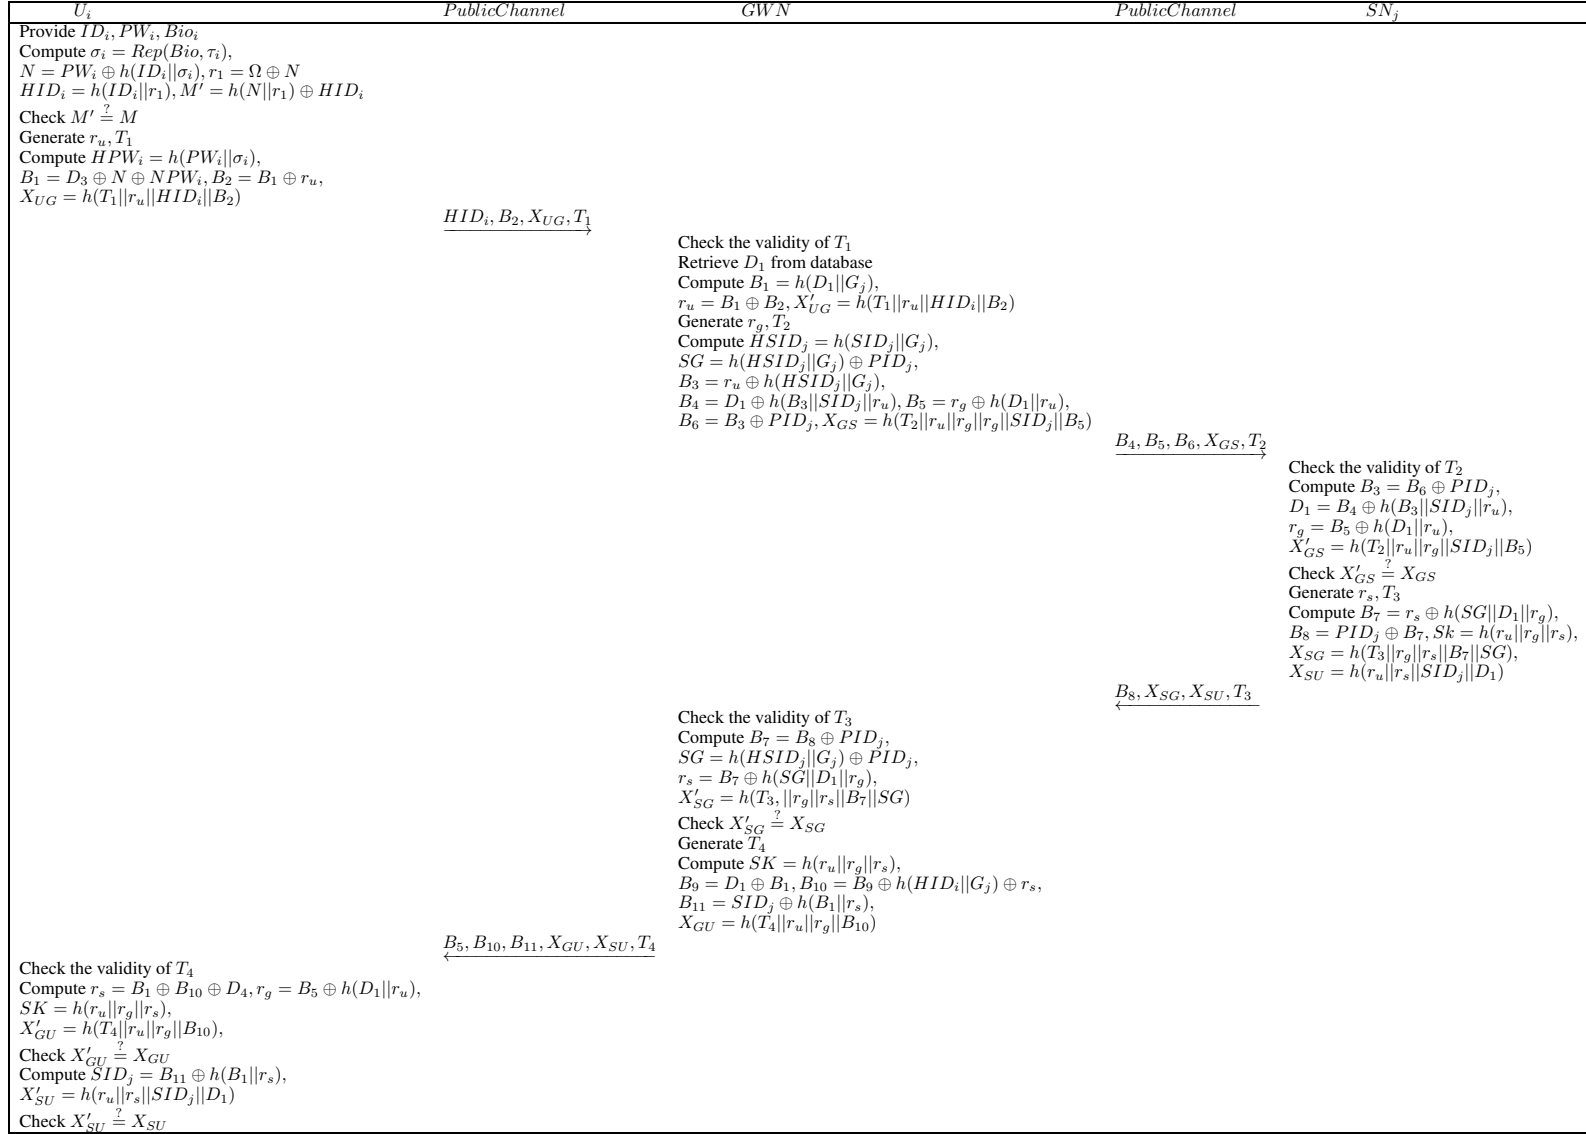 U_i PublicChannel GWN PublicChannel SN_j
Provide ID_i, PW_i, Bio_i
Compute σ_i = Rep(Bio, τ_i),
N = PW_i ⊕ h(ID_i||σ_i), r_1 = Ω ⊕ N
HID_i = h(ID_i||r_1), M′ = h(N||r_1) ⊕ HID_i
Check M′ ≟ M
Generate r_u, T_1
Compute HPW_i = h(PW_i||σ_i),
B_1 = D_3 ⊕ N ⊕ NPW_i, B_2 = B_1 ⊕ r_u,
X_UG = h(T_1||r_u||HID_i||B_2)
HID_i, B_2, X_UG, T_1
Check the validity of T_1
Retrieve D_1 from database
Compute B_1 = h(D_1||G_j),
r_u = B_1 ⊕ B_2, X′_UG = h(T_1||r_u||HID_i||B_2)
Generate r_g, T_2
Compute HSID_j = h(SID_j||G_j),
SG = h(HSID_j||G_j) ⊕ PID_j,
B_3 = r_u ⊕ h(HSID_j||G_j),
B_4 = D_1 ⊕ h(B_3||SID_j||r_u), B_5 = r_g ⊕ h(D_1||r_u),
B_6 = B_3 ⊕ PID_j, X_GS = h(T_2||r_u||r_g||r_g||SID_j||B_5)
B_4, B_5, B_6, X_GS, T_2
Check the validity of T_2
Compute B_3 = B_6 ⊕ PID_j,
D_1 = B_4 ⊕ h(B_3||SID_j||r_u),
r_g = B_5 ⊕ h(D_1||r_u),
X′_GS = h(T_2||r_u||r_g||SID_j||B_5)
Check X′_GS ≟ X_GS
Generate r_s, T_3
Compute B_7 = r_s ⊕ h(SG||D_1||r_g),
B_8 = PID_j ⊕ B_7, Sk = h(r_u||r_g||r_s),
X_SG = h(T_3||r_g||r_s||B_7||SG),
X_SU = h(r_u||r_s||SID_j||D_1)
B_8, X_SG, X_SU, T_3
Check the validity of T_3
Compute B_7 = B_8 ⊕ PID_j,
SG = h(HSID_j||G_j) ⊕ PID_j,
r_s = B_7 ⊕ h(SG||D_1||r_g),
X′_SG = h(T_3, ||r_g||r_s||B_7||SG)
Check X′_SG ≟ X_SG
Generate T_4
Compute SK = h(r_u||r_g||r_s),
B_9 = D_1 ⊕ B_1, B_10 = B_9 ⊕ h(HID_i||G_j) ⊕ r_s,
B_11 = SID_j ⊕ h(B_1||r_s),
X_GU = h(T_4||r_u||r_g||B_10)
B_5, B_10, B_11, X_GU, X_SU, T_4
Check the validity of T_4
Compute r_s = B_1 ⊕ B_10 ⊕ D_4, r_g = B_5 ⊕ h(D_1||r_u),
SK = h(r_u||r_g||r_s),
X′_GU = h(T_4||r_u||r_g||B_10),
Check X′_GU ≟ X_GU
Compute SID_j = B_11 ⊕ h(B_1||r_s),
X′_SU = h(r_u||r_s||SID_j||D_1)
Check X′_SU ≟ X_SU